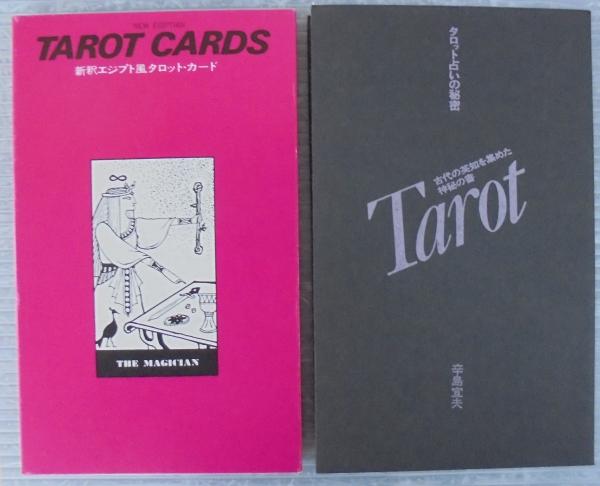 NEW EGYPTIAN
TAROT CARDS
新釈エジプト風タロット・カード
THE MAGICIAN
タロット占いの秘密
古代の英知を集めた
神秘の書
Tarot
辛島宜夫